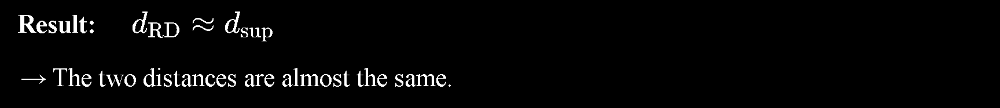 Result: d_RD ≈ d_sup
→ The two distances are almost the same.